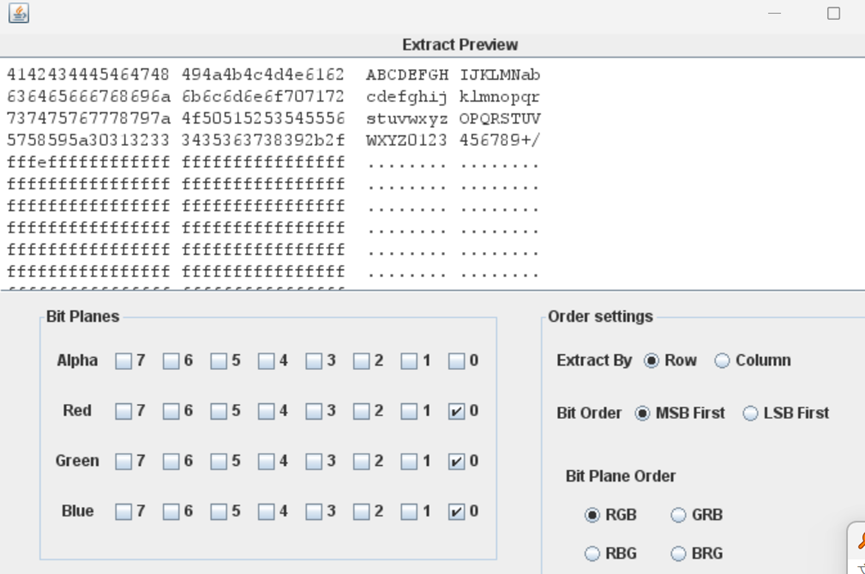 Extract Preview
4142434445464748 494a4b4c4d4e6162 ABCDEFGH IJKLMNab
636465666768696a 6b6c6d6e6f707172 cdefghij klmnopqr
737475767778797a 4f50515253545556 stuvwxyz OPQRSTUV
5758595a30313233 3435363738392b2f WXYZ0123 456789+/
fffeffffffffffff ffffffffffffffff ........ ........
ffffffffffffffff ffffffffffffffff ........ ........
ffffffffffffffff ffffffffffffffff ........ ........
ffffffffffffffff ffffffffffffffff ........ ........
ffffffffffffffff ffffffffffffffff ........ ........
ffffffffffffffff ffffffffffffffff ........ ........
Bit Planes
Alpha 7 6 5 4 3 2 1 0
Red 7 6 5 4 3 2 1 0
Green 7 6 5 4 3 2 1 0
Blue 7 6 5 4 3 2 1 0
Order settings
Extract By Row Column
Bit Order MSB First LSB First
Bit Plane Order
RGB GRB
RBG BRG